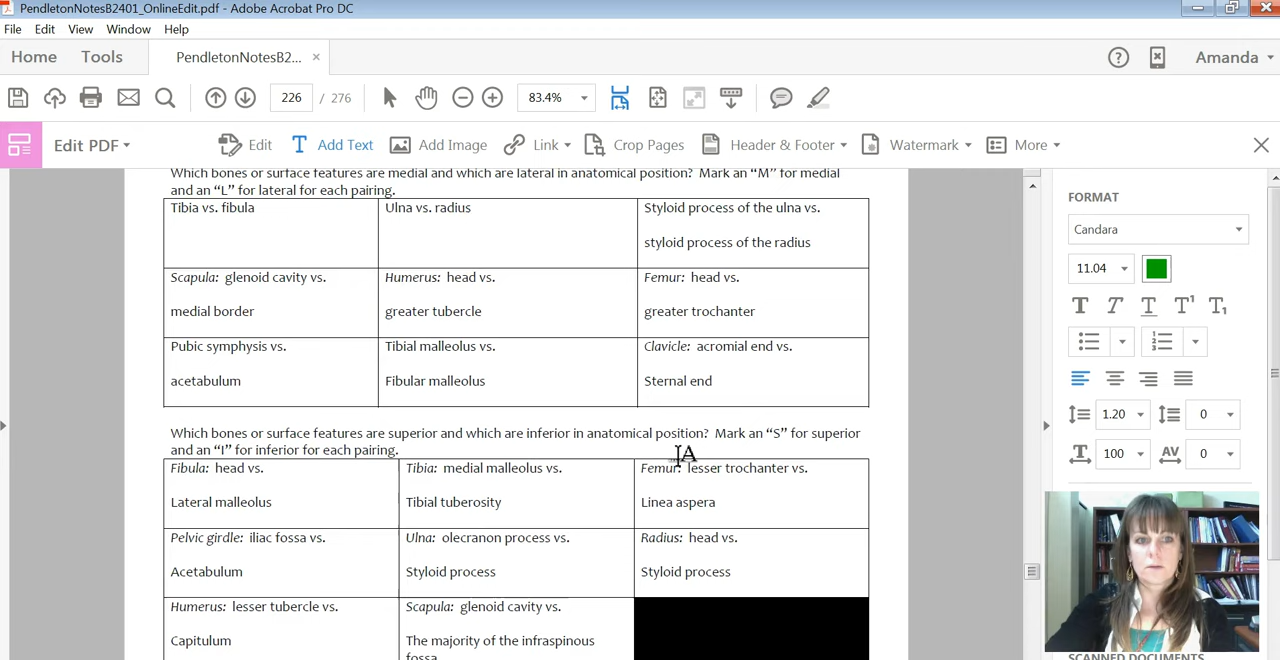 PendletonNotesB2401_OnlineEdit.pdf - Adobe Acrobat Pro DC
File Edit View Window Help
Home Tools PendletonNotesB2... × Amanda
226 / 276 83.4%
Edit PDF Edit Add Text Add Image Link Crop Pages Header & Footer Watermark More
Which bones or surface features are medial and which are lateral in anatomical position? Mark an “M” for medial
and an “L” for lateral for each pairing.
Tibia vs. fibula
Ulna vs. radius
Styloid process of the ulna vs.
styloid process of the radius
Scapula: glenoid cavity vs.
medial border
Humerus: head vs.
greater tubercle
Femur: head vs.
greater trochanter
Pubic symphysis vs.
acetabulum
Tibial malleolus vs.
Fibular malleolus
Clavicle: acromial end vs.
Sternal end
Which bones or surface features are superior and which are inferior in anatomical position? Mark an “S” for superior
and an “I” for inferior for each pairing.
Fibula: head vs.
Lateral malleolus
Tibia: medial malleolus vs.
Tibial tuberosity
Femur: lesser trochanter vs.
Linea aspera
Pelvic girdle: iliac fossa vs.
Acetabulum
Ulna: olecranon process vs.
Styloid process
Radius: head vs.
Styloid process
Humerus: lesser tubercle vs.
Capitulum
Scapula: glenoid cavity vs.
The majority of the infraspinous
fossa
FORMAT
Candara
11.04
1.20 0
100 AV 0
SCANNED DOCUMENTS